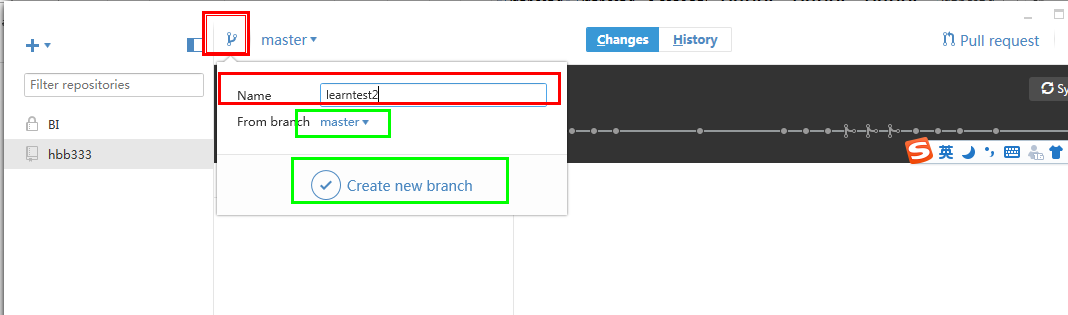 master
Changes
History
Pull request
Filter repositories
Name
learntest2
Sy
From branch
master
BI
hbb333
英
Create new branch